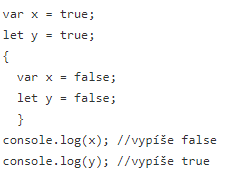 var x = true;
let y = true;
{
  var x = false;
  let y = false;
  }
console.log(x); //vypíše false
console.log(y); //vypíše true